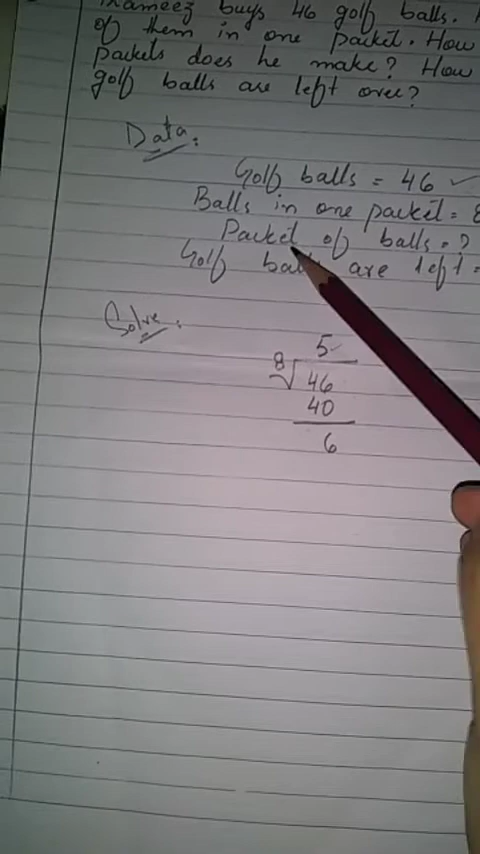 buys 46 golf balls.
of them in one packet. How
packets does he make? How
golf balls are left over?
Data:
Golf balls = 46 ✓
Balls in one packet = 8
Packet of balls = ?
Golf balls are left =
Solve:
5
8√46
40
6